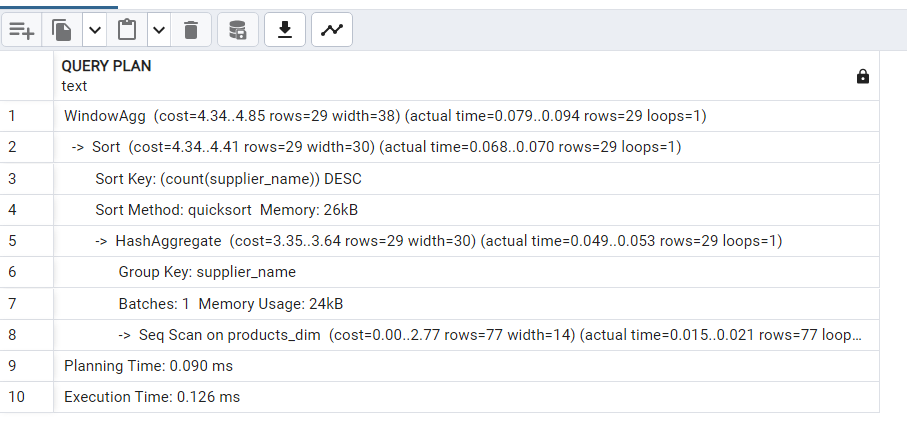 QUERY PLAN
text
1 WindowAgg (cost=4.34..4.85 rows=29 width=38) (actual time=0.079..0.094 rows=29 loops=1)
2 -> Sort (cost=4.34..4.41 rows=29 width=30) (actual time=0.068..0.070 rows=29 loops=1)
3 Sort Key: (count(supplier_name)) DESC
4 Sort Method: quicksort Memory: 26kB
5 -> HashAggregate (cost=3.35..3.64 rows=29 width=30) (actual time=0.049..0.053 rows=29 loops=1)
6 Group Key: supplier_name
7 Batches: 1 Memory Usage: 24kB
8 -> Seq Scan on products_dim (cost=0.00..2.77 rows=77 width=14) (actual time=0.015..0.021 rows=77 loop...
9 Planning Time: 0.090 ms
10 Execution Time: 0.126 ms